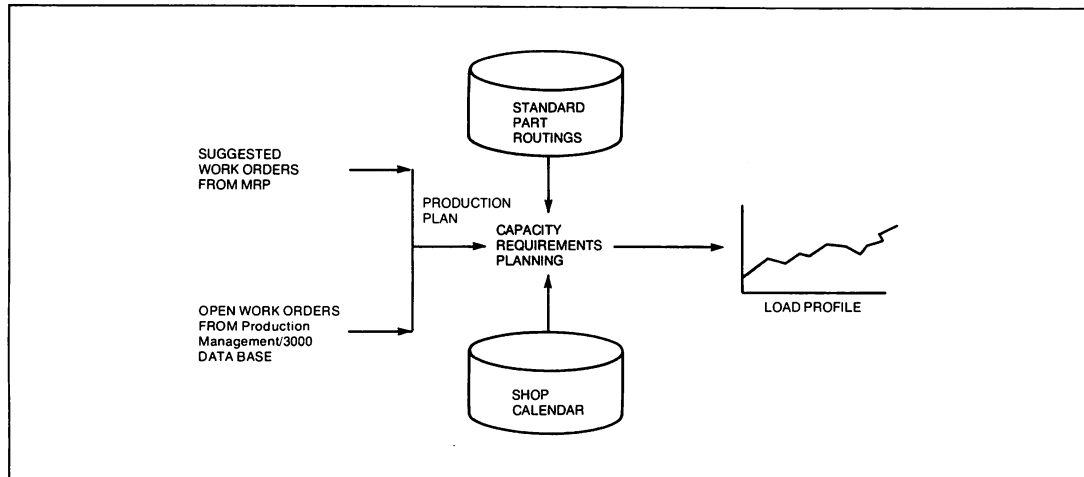 STANDARD
PART
ROUTINGS
SUGGESTED
WORK ORDERS
FROM MRP
PRODUCTION
PLAN
CAPACITY
REQUIREMENTS
PLANNING
LOAD PROFILE
OPEN WORK ORDERS
FROM Production
Management/3000
DATA BASE
SHOP
CALENDAR